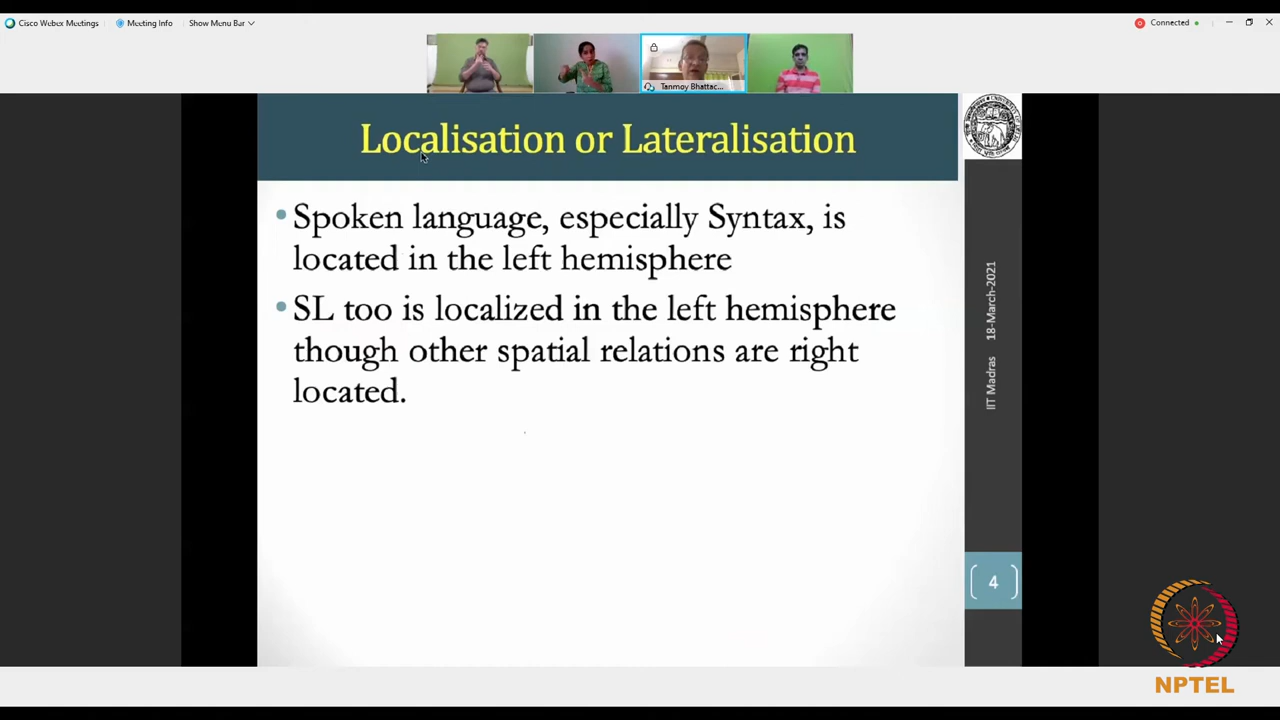 Cisco Webex Meetings
Meeting Info
Show Menu Bar
Connected
Tanmoy Bhattac...
Localisation or Lateralisation
• Spoken language, especially Syntax, is
located in the left hemisphere
• SL too is localized in the left hemisphere
though other spatial relations are right
located.
IIT Madras 18-March-2021
4
NPTEL